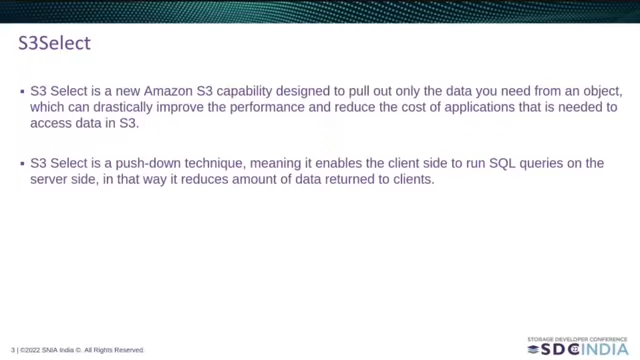 S3Select
▪ S3 Select is a new Amazon S3 capability designed to pull out only the data you need from an object,
which can drastically improve the performance and reduce the cost of applications that is needed to
access data in S3.
▪ S3 Select is a push-down technique, meaning it enables the client side to run SQL queries on the
server side, in that way it reduces amount of data returned to clients.
3 | ©2022 SNIA India ©. All Rights Reserved.
STORAGE DEVELOPER CONFERENCE
SDC INDIA